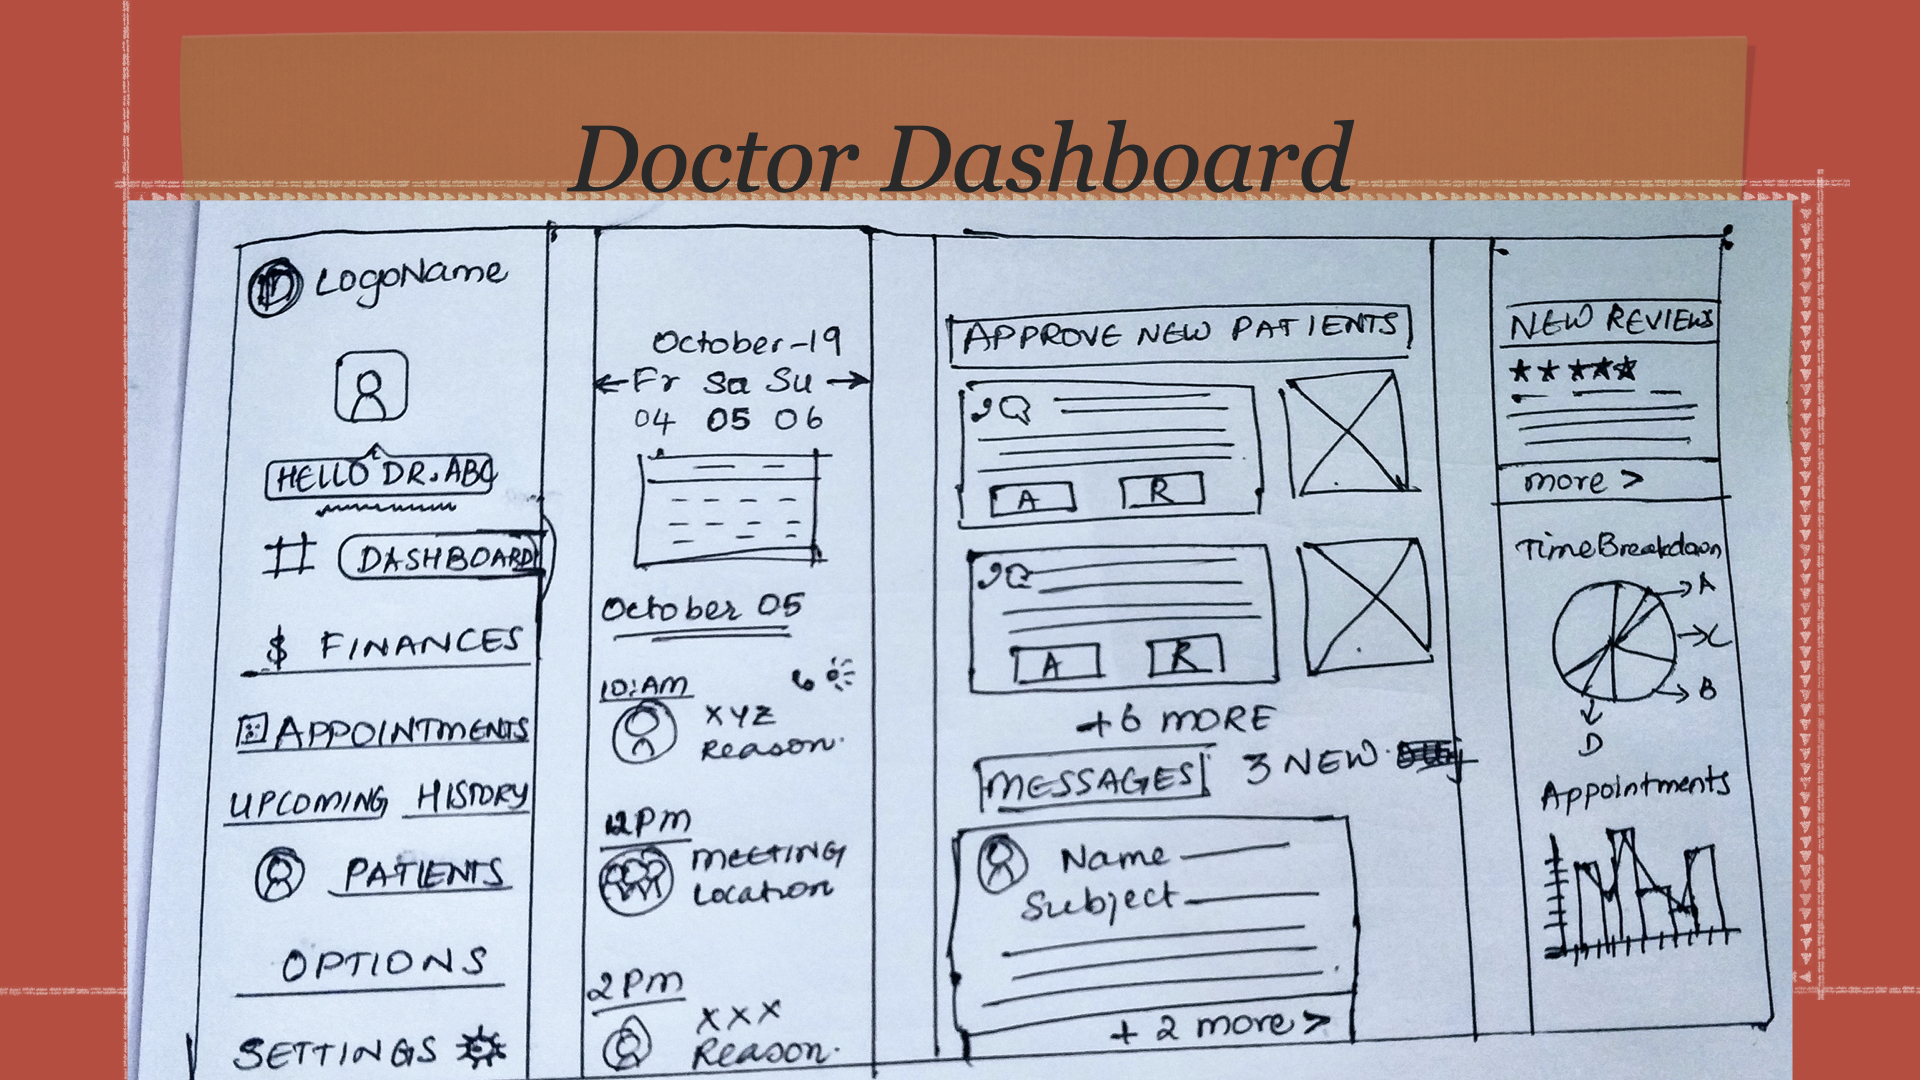 Doctor Dashboard
LogoName
HELLO DR. ABC
DASHBOARD
$ FINANCES
APPOINTMENTS
UPCOMING HISTORY
PATIENTS
OPTIONS
SETTINGS
October-19
←Fr Sa Su→
04 05 06
October 05
10:AM
XYZ
Reason.
12PM
MEETING
Location
2PM
XXX
Reason.
APPROVE NEW PATIENTS
A R
A R
+6 MORE
MESSAGES 3 NEW
Name
Subject
+ 2 more >
NEW REVIEWS
more >
Time Breakdown
A
B
D
Appointments